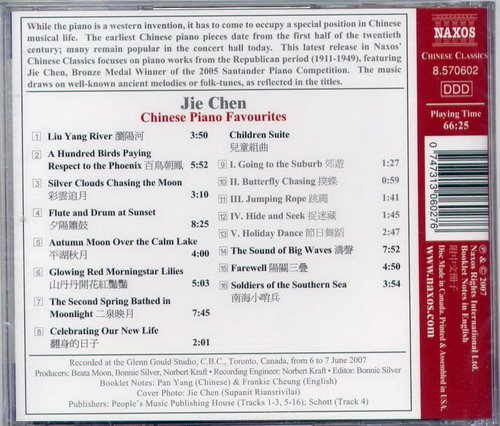 While the piano is a western invention, it has to come to occupy a special position in Chinese
musical life. The earliest Chinese piano pieces date from the first half of the twentieth
century; many remain popular in the concert hall today. This latest release in Naxos'
Chinese Classics focuses on piano works from the Republican period (1911-1949), featuring
Jie Chen, Bronze Medal Winner of the 2005 Santander Piano Competition. The music
draws on well-known ancient melodies or folk-tunes, as reflected in the titles.
NAXOS
CHINESE CLASSICS
8.570602
DDD
Playing Time
66:25
Jie Chen
Chinese Piano Favourites
1 Liu Yang River 瀏陽河 3:50
2 A Hundred Birds Paying
Respect to the Phoenix 百鳥朝鳳 5:52
3 Silver Clouds Chasing the Moon
彩雲追月 3:10
4 Flute and Drum at Sunset
夕陽簫鼓 8:25
5 Autumn Moon Over the Calm Lake
平湖秋月 4:00
6 Glowing Red Morningstar Lilies
山丹丹開花紅艷艷 5:03
7 The Second Spring Bathed in
Moonlight 二泉映月 7:45
8 Celebrating Our New Life
翻身的日子 2:01
Children Suite
兒童組曲
9 I. Going to the Suburb 郊遊 1:27
10 II. Butterfly Chasing 撲蝶 0:59
11 III. Jumping Rope 跳繩 1:41
12 IV. Hide and Seek 捉迷藏 1:45
13 V. Holiday Dance 節日舞蹈 2:47
14 The Sound of Big Waves 濤聲 7:52
15 Farewell 陽關三疊 4:50
16 Soldiers of the Southern Sea 3:54
南海小哨兵
Recorded at the Glenn Gould Studio, C.B.C., Toronto, Canada, from 6 to 7 June 2007
Producers: Beata Moon, Bonnie Silver, Norbert Kraft • Recording Engineer: Norbert Kraft • Editor: Bonnie Silver
Booklet Notes: Pan Yang (Chinese) & Frankie Cheung (English)
Cover Photo: Jie Chen (Supanit Riansrivilai)
Publishers: People's Music Publishing House (Tracks 1-3, 5-16); Schott (Track 4)
0 747313 060276
℗ & © 2007
Naxos Rights International Ltd.
Booklet Notes in English
附中文冊子
Disc Made in Canada. Printed & Assembled in USA.
www.naxos.com